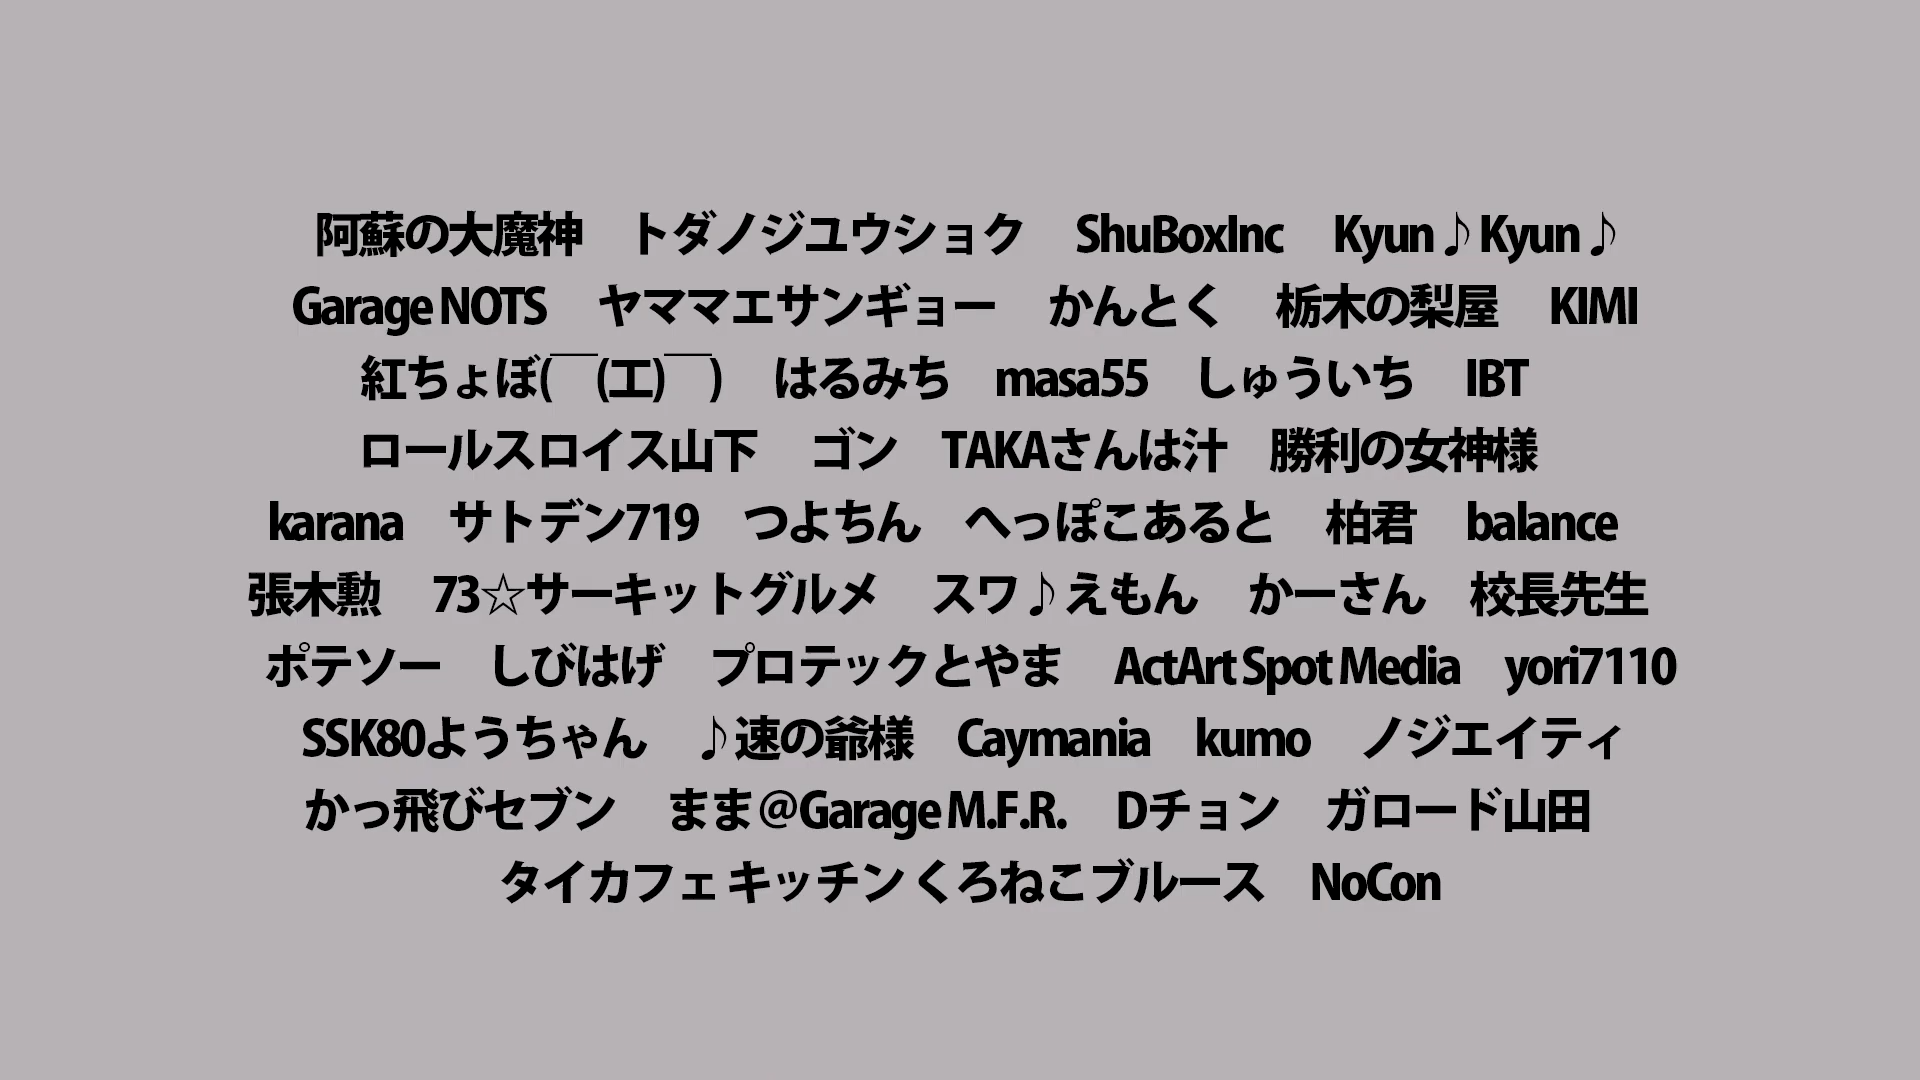 阿蘇の大魔神　トダノジユウショク　ShuBoxInc　Kyun♪Kyun♪
Garage NOTS　ヤママエサンギョー　かんとく　栃木の梨屋　KIMI
紅ちょぼ(￣(エ)￣)　はるみち　masa55　しゅういち　IBT
ロールスロイス山下　ゴン　TAKAさんは汁　勝利の女神様
karana　サトデン719　つよちん　へっぽこあると　柏君　balance
張木勲　73☆サーキットグルメ　スワ♪えもん　かーさん　校長先生
ポテソー　しびはげ　プロテックとやま　ActArt Spot Media　yori7110
SSK80ようちゃん　♪速の爺様　Caymania　kumo　ノジエイティ
かっ飛びセブン　まま@Garage M.F.R.　Dチョン　ガロード山田
タイカフェ キッチン くろねこブルース　NoCon